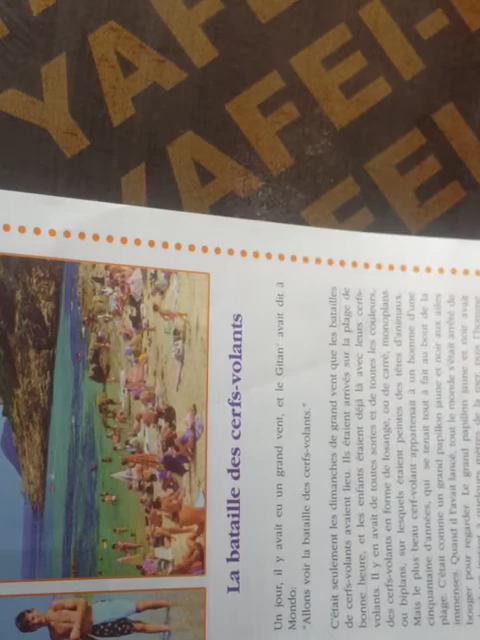 YAFEI-
YAFEI-
FEI
La bataille des cerfs-volants
Un jour, il y avait eu un grand vent, et le Gitan* avait dit à
Mondo:
"Allons voir la bataille des cerfs-volants."
C'était seulement les dimanches de grand vent que les batailles
de cerfs-volants avaient lieu. Ils étaient arrivés sur la plage de
bonne heure, et les enfants étaient déjà là avec leurs cerfs-
volants. Il y en avait de toutes sortes et de toutes les couleurs,
des cerfs-volants en forme de losange, ou de carré, monoplans
ou biplans, sur lesquels étaient peintes des têtes d'animaux.
Mais le plus beau cerf-volant appartenait à un homme d'une
cinquantaine d'années, qui se tenait tout à fait au bout de la
plage. C'était comme un grand papillon jaune et noir aux ailes
immenses. Quand il l'avait lancé, tout le monde s'était arrêté de
bouger pour regarder. Le grand papillon jaune et noir avait